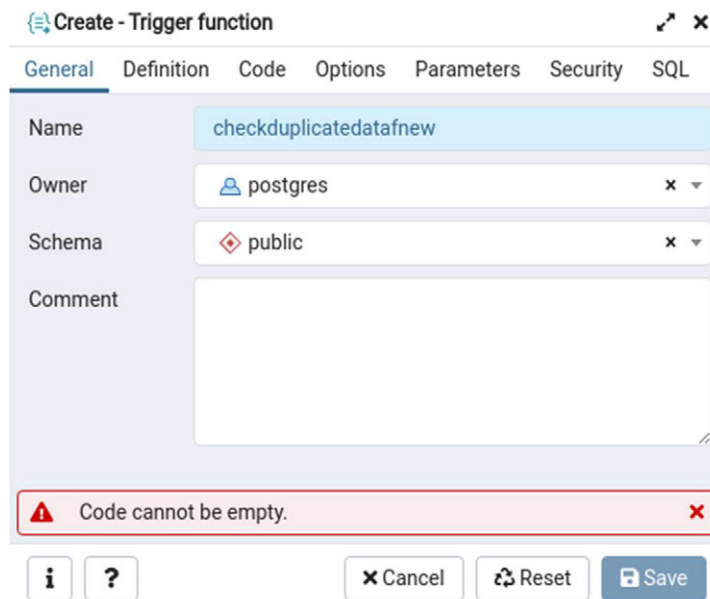 Create - Trigger function
General Definition Code Options Parameters Security SQL
Name checkduplicatedatafnew
Owner postgres
Schema public
Comment
Code cannot be empty.
i ? Cancel Reset Save